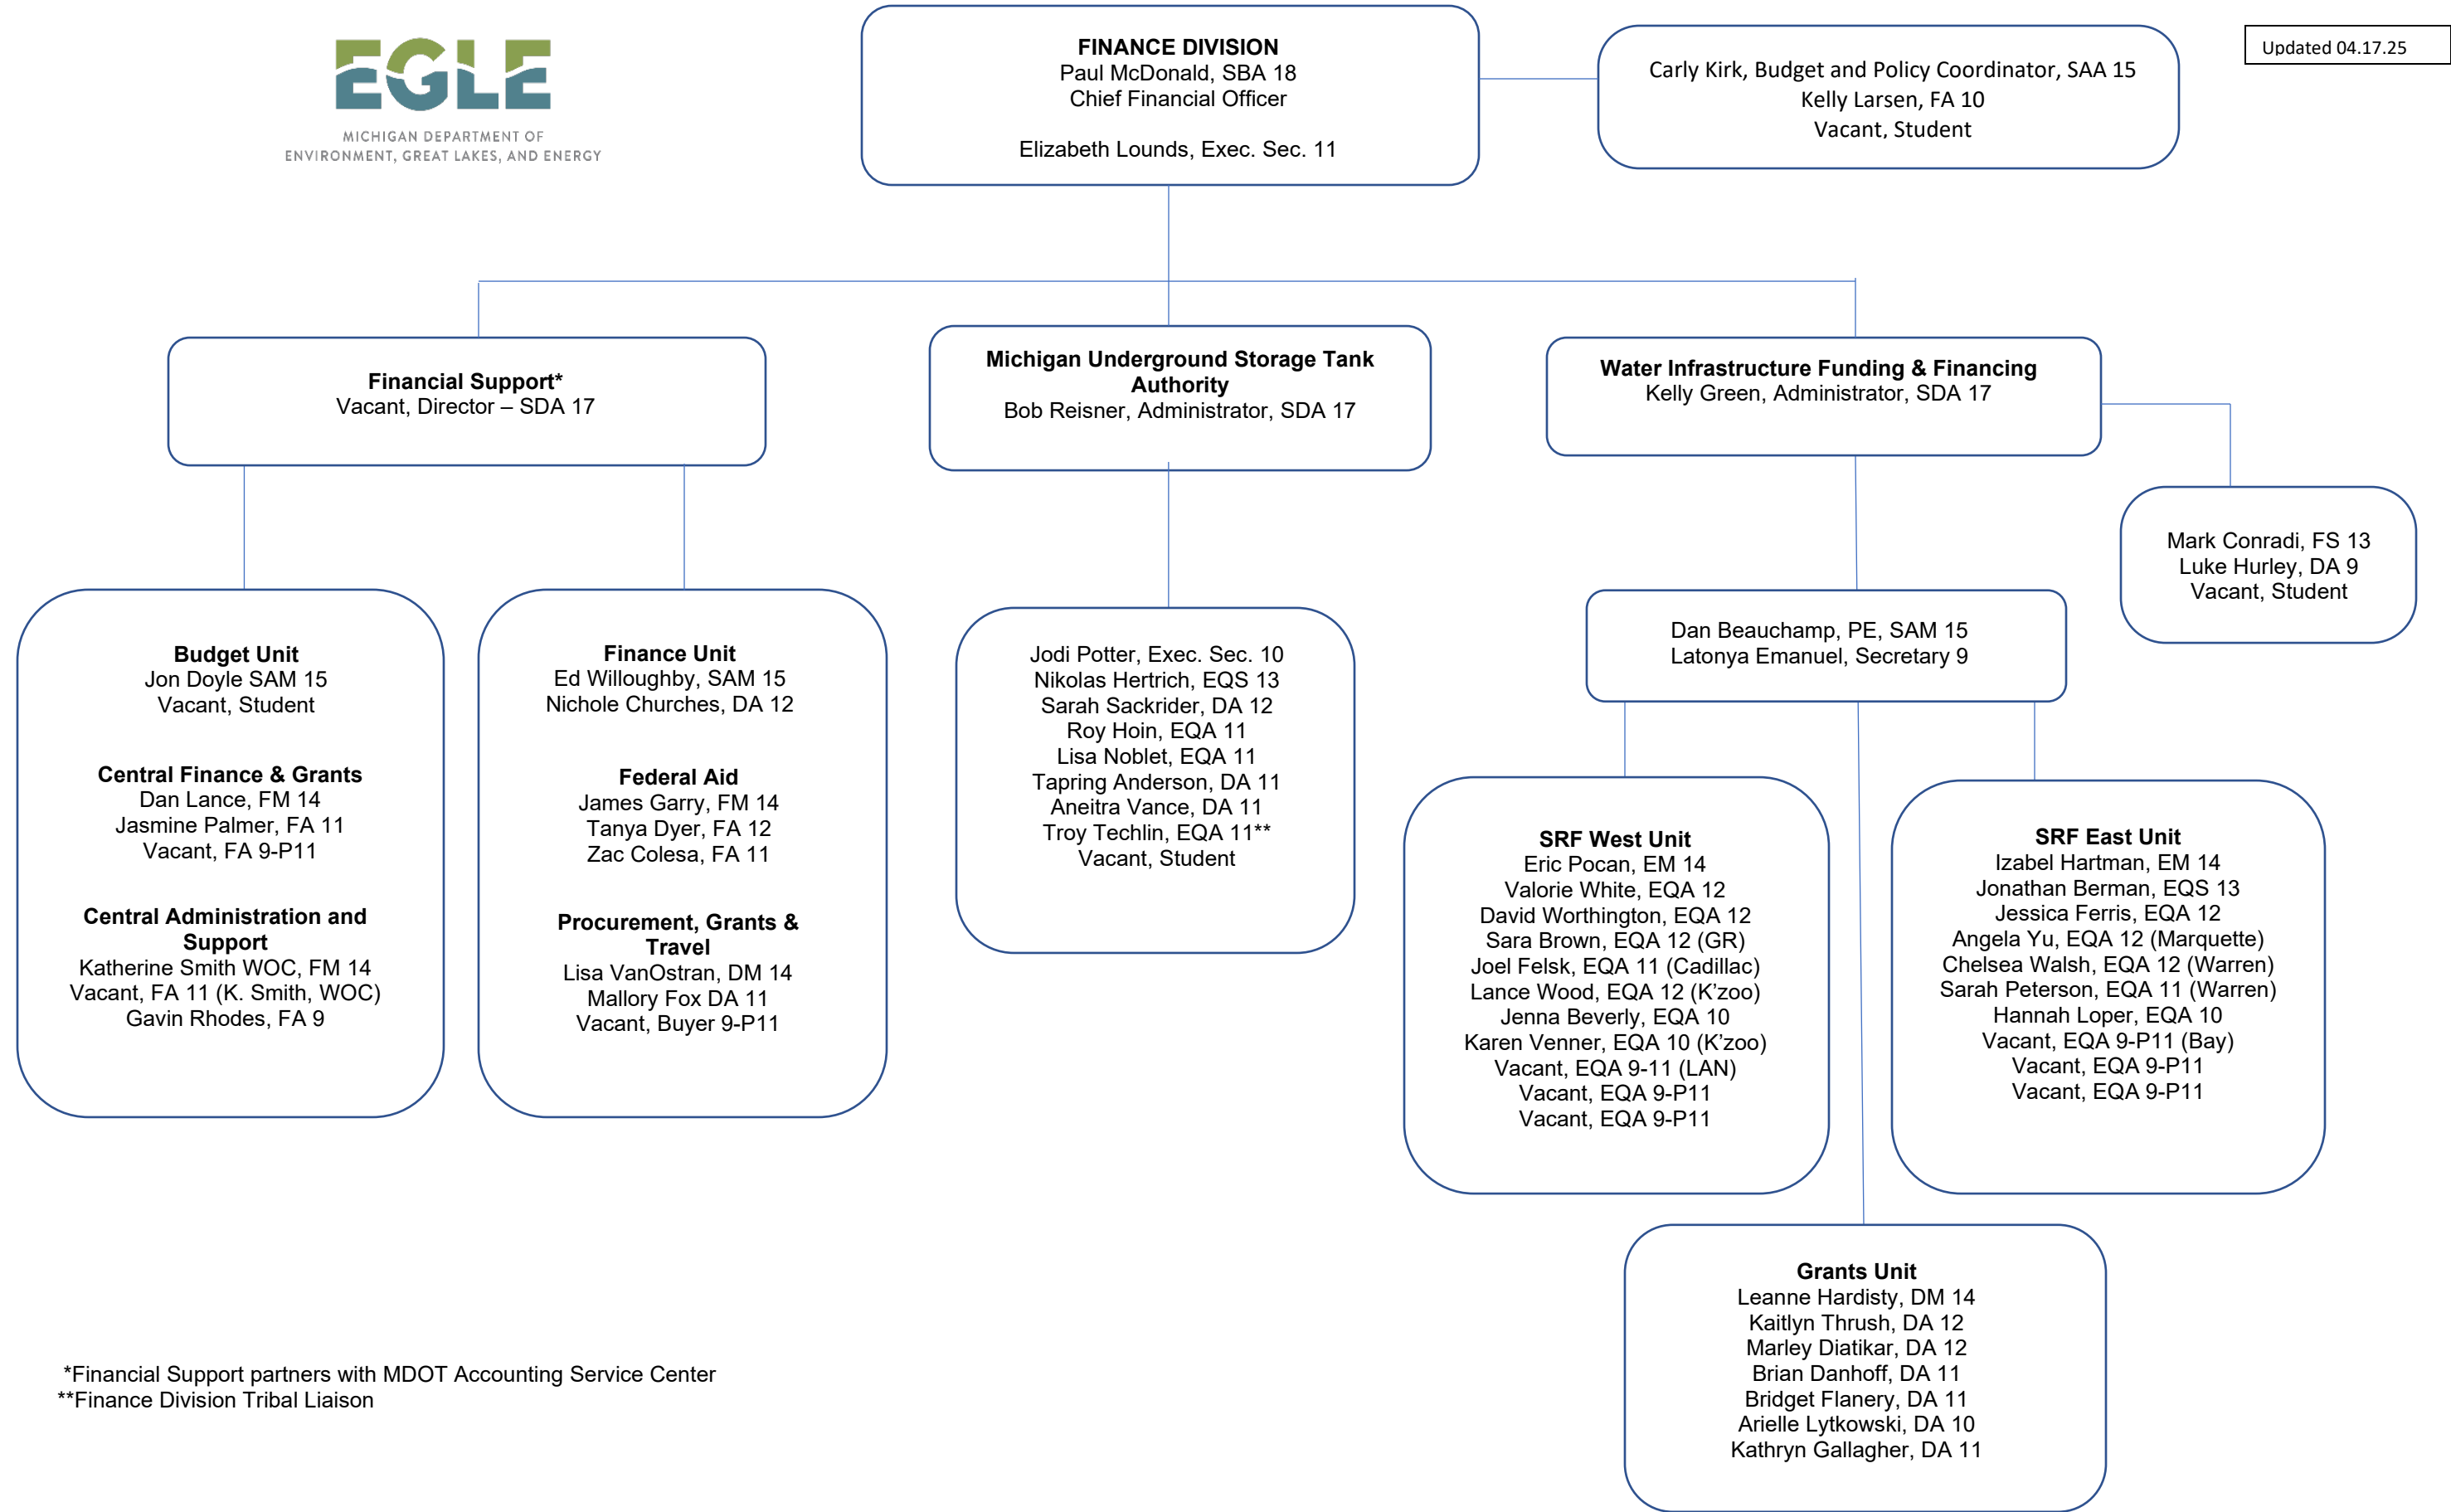 EGLE
MICHIGAN DEPARTMENT OF
ENVIRONMENT, GREAT LAKES, AND ENERGY
FINANCE DIVISION
Paul McDonald, SBA 18
Chief Financial Officer
Elizabeth Lounds, Exec. Sec. 11
Carly Kirk, Budget and Policy Coordinator, SAA 15
Kelly Larsen, FA 10
Vacant, Student
Updated 04.17.25
Financial Support*
Vacant, Director – SDA 17
Michigan Underground Storage Tank
Authority
Bob Reisner, Administrator, SDA 17
Water Infrastructure Funding & Financing
Kelly Green, Administrator, SDA 17
Mark Conradi, FS 13
Luke Hurley, DA 9
Vacant, Student
Budget Unit
Jon Doyle SAM 15
Vacant, Student
Central Finance & Grants
Dan Lance, FM 14
Jasmine Palmer, FA 11
Vacant, FA 9-P11
Central Administration and
Support
Katherine Smith WOC, FM 14
Vacant, FA 11 (K. Smith, WOC)
Gavin Rhodes, FA 9
Finance Unit
Ed Willoughby, SAM 15
Nichole Churches, DA 12
Federal Aid
James Garry, FM 14
Tanya Dyer, FA 12
Zac Colesa, FA 11
Procurement, Grants &
Travel
Lisa VanOstran, DM 14
Mallory Fox DA 11
Vacant, Buyer 9-P11
Jodi Potter, Exec. Sec. 10
Nikolas Hertrich, EQS 13
Sarah Sackrider, DA 12
Roy Hoin, EQA 11
Lisa Noblet, EQA 11
Tapring Anderson, DA 11
Aneitra Vance, DA 11
Troy Techlin, EQA 11**
Vacant, Student
Dan Beauchamp, PE, SAM 15
Latonya Emanuel, Secretary 9
SRF West Unit
Eric Pocan, EM 14
Valorie White, EQA 12
David Worthington, EQA 12
Sara Brown, EQA 12 (GR)
Joel Felsk, EQA 11 (Cadillac)
Lance Wood, EQA 12 (K’zoo)
Jenna Beverly, EQA 10
Karen Venner, EQA 10 (K’zoo)
Vacant, EQA 9-11 (LAN)
Vacant, EQA 9-P11
Vacant, EQA 9-P11
SRF East Unit
Izabel Hartman, EM 14
Jonathan Berman, EQS 13
Jessica Ferris, EQA 12
Angela Yu, EQA 12 (Marquette)
Chelsea Walsh, EQA 12 (Warren)
Sarah Peterson, EQA 11 (Warren)
Hannah Loper, EQA 10
Vacant, EQA 9-P11 (Bay)
Vacant, EQA 9-P11
Vacant, EQA 9-P11
Grants Unit
Leanne Hardisty, DM 14
Kaitlyn Thrush, DA 12
Marley Diatikar, DA 12
Brian Danhoff, DA 11
Bridget Flanery, DA 11
Arielle Lytkowski, DA 10
Kathryn Gallagher, DA 11
*Financial Support partners with MDOT Accounting Service Center
**Finance Division Tribal Liaison